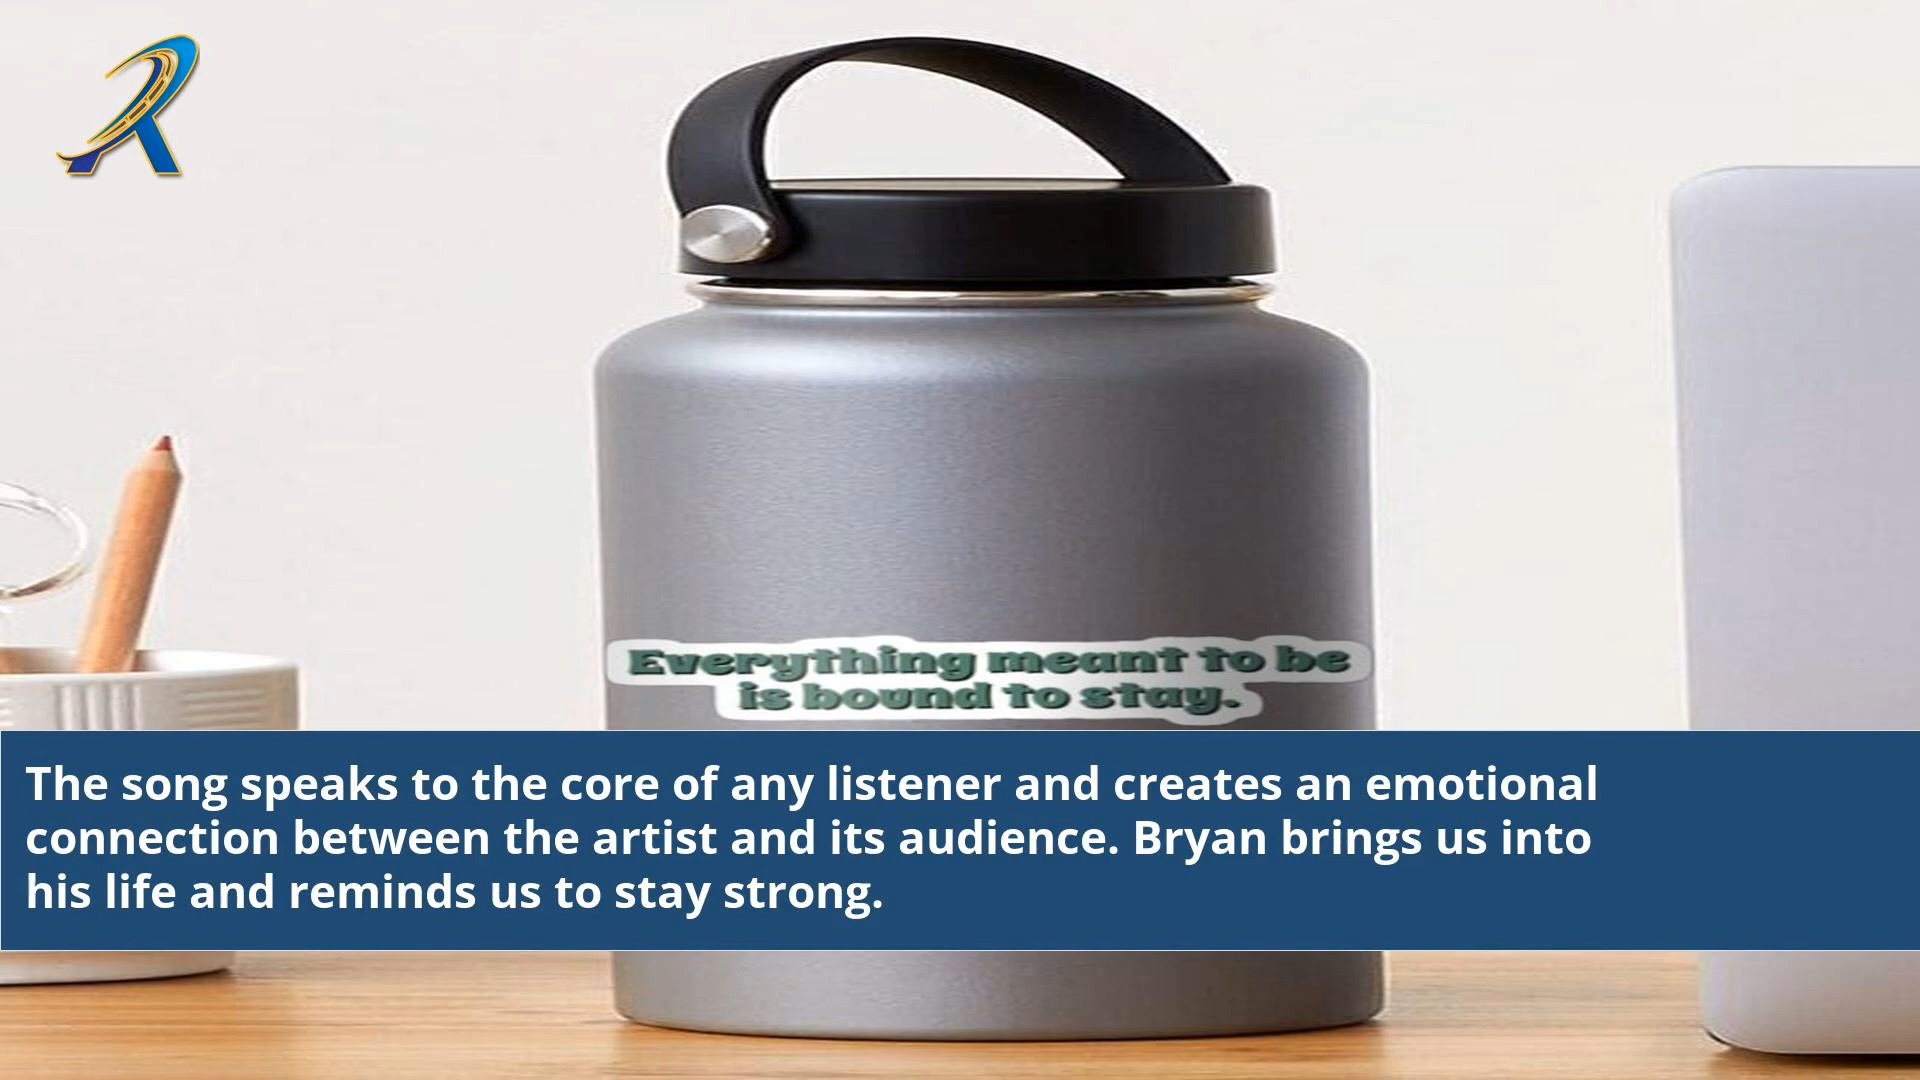 Everything meant to be
is bound to stay.
The song speaks to the core of any listener and creates an emotional
connection between the artist and its audience. Bryan brings us into
his life and reminds us to stay strong.